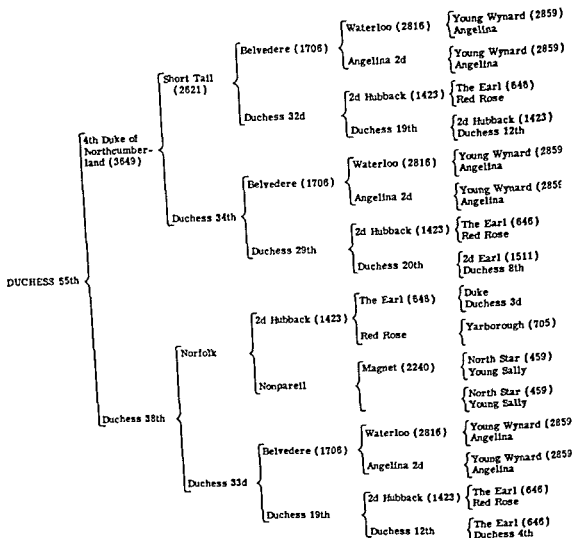 Young Wynard (2859)
Waterloo (2816)
Angelina
Belvedere (1706)
Young Wynard (2859)
Angelina 2d
Angelina
Short Tail
(2621)
The Earl (646)
2d Hubback (1423)
Red Rose
Duchess 32d
2d Hubback (1423)
Duchess 19th
Duchess 12th
4th Duke of
Northcumber-
land (3649)
Young Wynard (2859
Waterloo (2816)
Angelina
Belvedere (1706)
Young Wynard (2859
Angelina 2d
Angelina
Duchess 34th
The Earl (646)
2d Hubback (1423)
Red Rose
Duchess 29th
2d Earl (1511)
Duchess 20th
Duchess 8th
DUCHESS 55th
Duke
The Earl (646)
Duchess 3d
2d Hubback (1423)
Red Rose
Yarborough (705)
Norfolk
North Star (459)
Magnet (2240)
Young Sally
Nonpareil
North Star (459)
Young Sally
Duchess 38th
Young Wynard (2859
Waterloo (2816)
Angelina
Belvedere (1706)
Young Wynard (2859
Angelina 2d
Angelina
Duchess 33d
The Earl (646)
2d Hubback (1423)
Red Rose
Duchess 19th
The Earl (646)
Duchess 12th
Duchess 4th